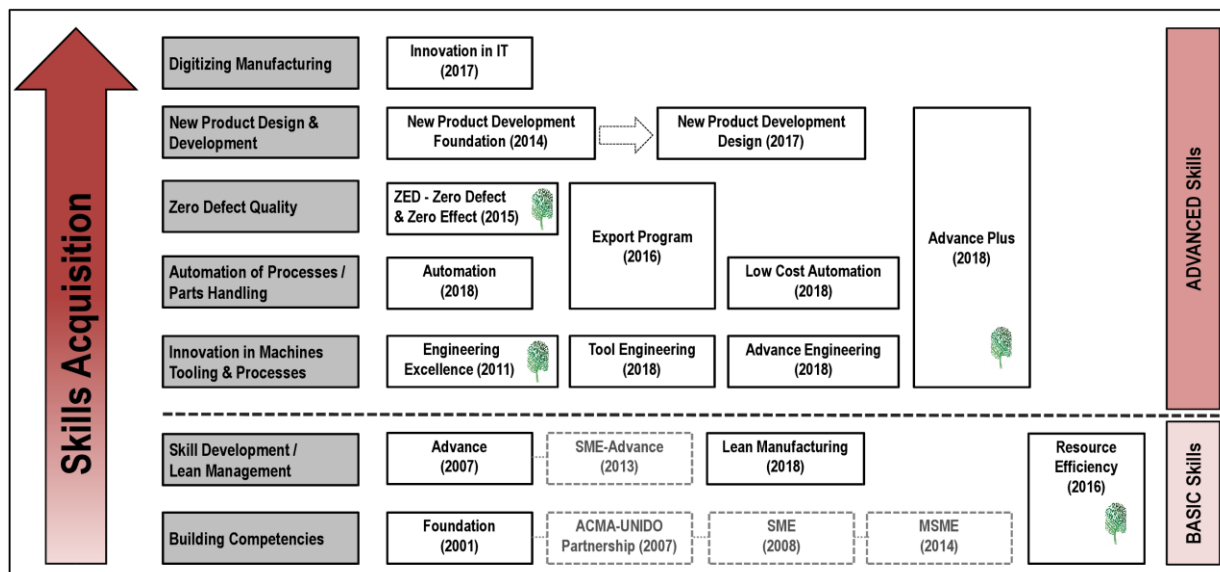 Skills Acquisition
Digitizing Manufacturing
Innovation in IT
(2017)
New Product Design &
Development
New Product Development
Foundation (2014)
New Product Development
Design (2017)
Zero Defect Quality
ZED - Zero Defect
& Zero Effect (2015)
Export Program
(2016)
Advance Plus
(2018)
Automation of Processes /
Parts Handling
Automation
(2018)
Low Cost Automation
(2018)
Innovation in Machines
Tooling & Processes
Engineering
Excellence (2011)
Tool Engineering
(2018)
Advance Engineering
(2018)
ADVANCED Skills
Skill Development /
Lean Management
Advance
(2007)
SME-Advance
(2013)
Lean Manufacturing
(2018)
Resource
Efficiency
(2016)
Building Competencies
Foundation
(2001)
ACMA-UNIDO
Partnership (2007)
SME
(2008)
MSME
(2014)
BASIC Skills